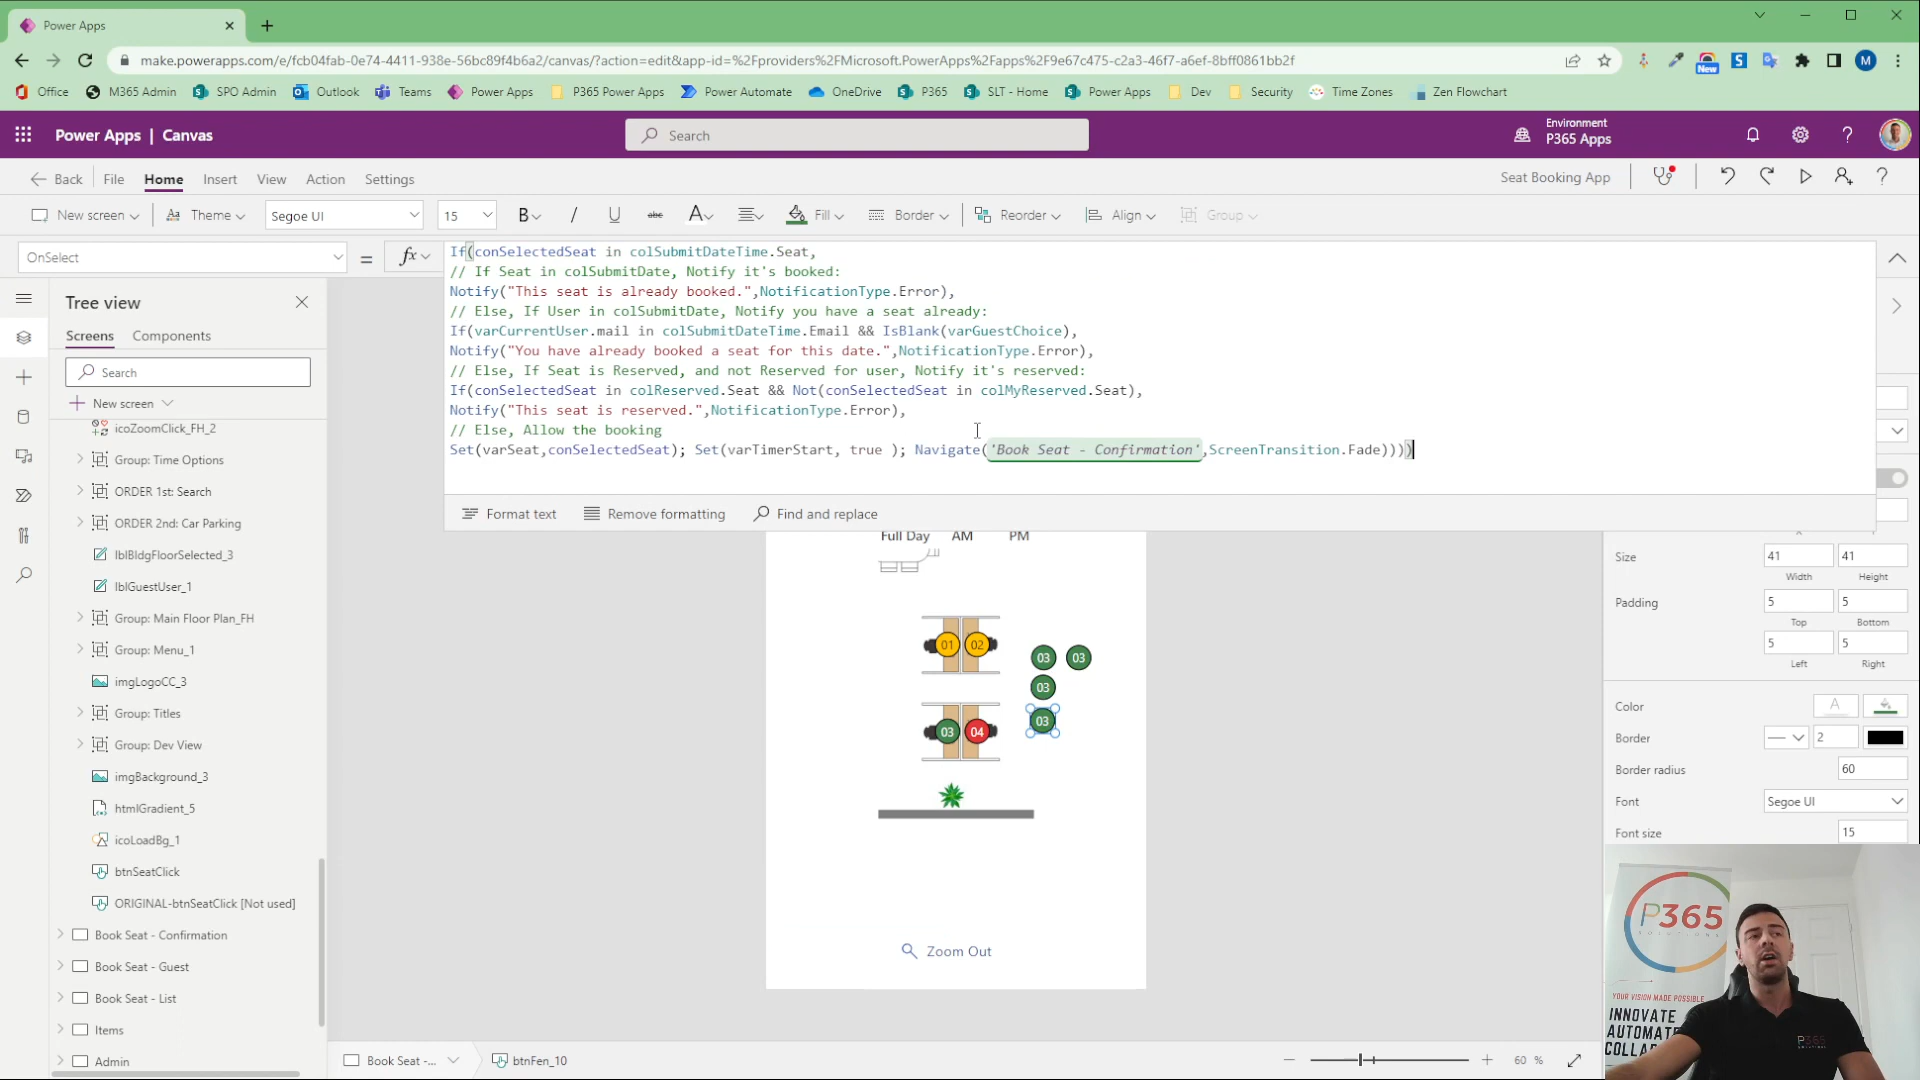 Power Apps
make.powerapps.com/e/fcb04fab-0e74-4411-938e-56bc89f4b6a2/canvas/?action=edit&app-id=%2Fproviders%2FMicrosoft.PowerApps%2Fapps%2F9e67c475-c2a3-46f7-a6ef-8bff0861bb2f
New
M
Office M365 Admin SPO Admin Outlook Teams Power Apps P365 Power Apps Power Automate OneDrive P365 SLT - Home Power Apps Dev Security Time Zones Zen Flowchart
Power Apps | Canvas
Search
Environment
P365 Apps
Back File Home Insert View Action Settings
Seat Booking App
New screen Theme Segoe UI 15 B / U abc A Fill Border Reorder Align Group
OnSelect = fx
If(conSelectedSeat in colSubmitDateTime.Seat,
// If Seat in colSubmitDate, Notify it's booked:
Notify("This seat is already booked.",NotificationType.Error),
// Else, If User in colSubmitDate, Notify you have a seat already:
If(varCurrentUser.mail in colSubmitDateTime.Email && IsBlank(varGuestChoice),
Notify("You have already booked a seat for this date.",NotificationType.Error),
// Else, If Seat is Reserved, and not Reserved for user, Notify it's reserved:
If(conSelectedSeat in colReserved.Seat && Not(conSelectedSeat in colMyReserved.Seat),
Notify("This seat is reserved.",NotificationType.Error),
// Else, Allow the booking
Set(varSeat,conSelectedSeat); Set(varTimerStart, true ); Navigate('Book Seat - Confirmation',ScreenTransition.Fade))))
Format text Remove formatting Find and replace
Tree view
Screens Components
Search
New screen
icoZoomClick_FH_2
Group: Time Options
ORDER 1st: Search
ORDER 2nd: Car Parking
lblBldgFloorSelected_3
lblGuestUser_1
Group: Main Floor Plan_FH
Group: Menu_1
imgLogoCC_3
Group: Titles
Group: Dev View
imgBackground_3
htmlGradient_5
icoLoadBg_1
btnSeatClick
ORIGINAL-btnSeatClick [Not used]
Book Seat - Confirmation
Book Seat - Guest
Book Seat - List
Items
Admin
Full Day AM PM
01 02
03 03
03
03
03 04
Zoom Out
Size 41 41
Width Height
Padding 5 5
Top Bottom
5 5
Left Right
Color A
Border 2
Border radius 60
Font Segoe UI
Font size 15
P365
SOLUTIONS
YOUR VISION MADE POSSIBLE
INNOVATE
AUTOMATE
COLLAB
P365
Book Seat -... btnFen_10
60 %